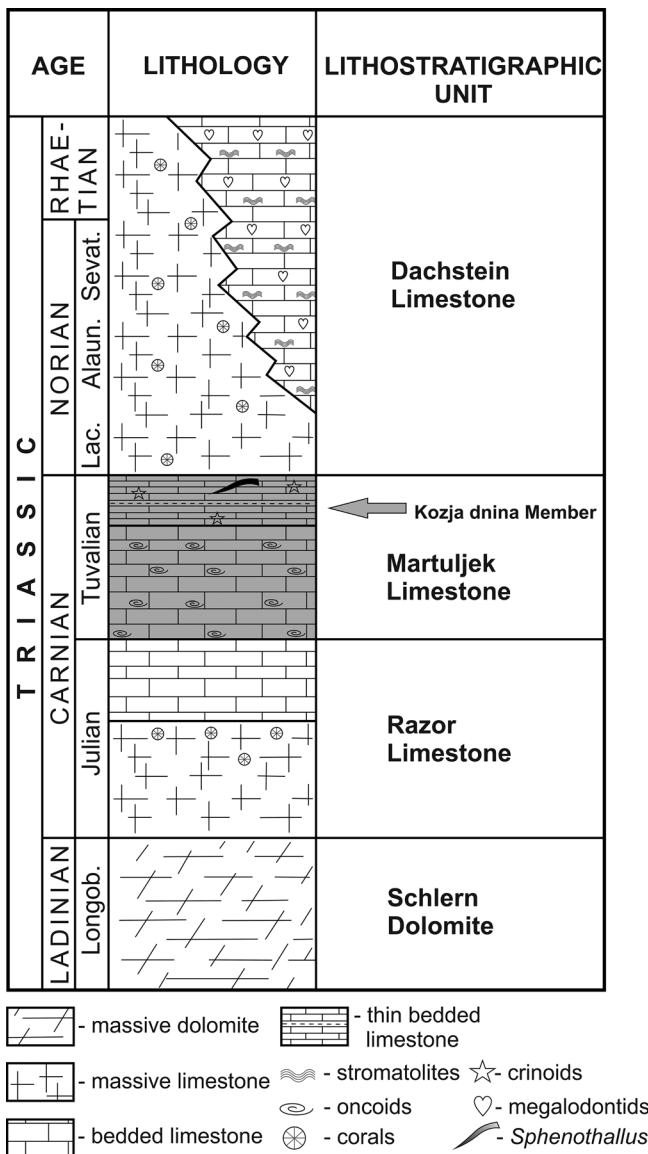 AGE
LITHOLOGY
LITHOSTRATIGRAPHIC
UNIT
TRIASSIC
RHAE-
TIAN
NORIAN
Sevat.
Alaun.
Lac.
Dachstein
Limestone
CARNIAN
Tuvalian
Kozja dnina Member
Martuljek
Limestone
Julian
Razor
Limestone
LADINIAN
Longob.
Schlern
Dolomite
- massive dolomite
- thin bedded
limestone
- massive limestone
- stromatolites
- crinoids
- oncoids
- megalodontids
- bedded limestone
- corals
- Sphenothallus